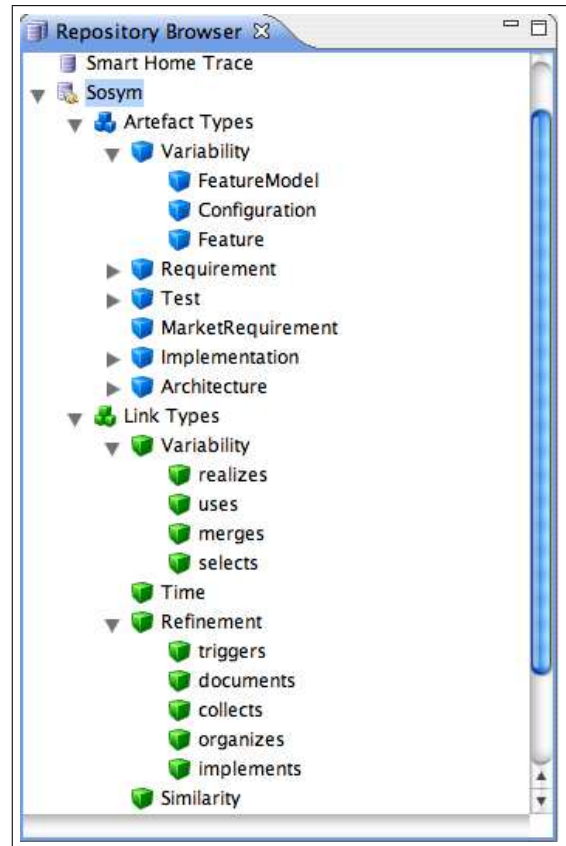 Repository Browser
Smart Home Trace
Sosym
Artefact Types
Variability
FeatureModel
Configuration
Feature
Requirement
Test
MarketRequirement
Implementation
Architecture
Link Types
Variability
realizes
uses
merges
selects
Time
Refinement
triggers
documents
collects
organizes
implements
Similarity